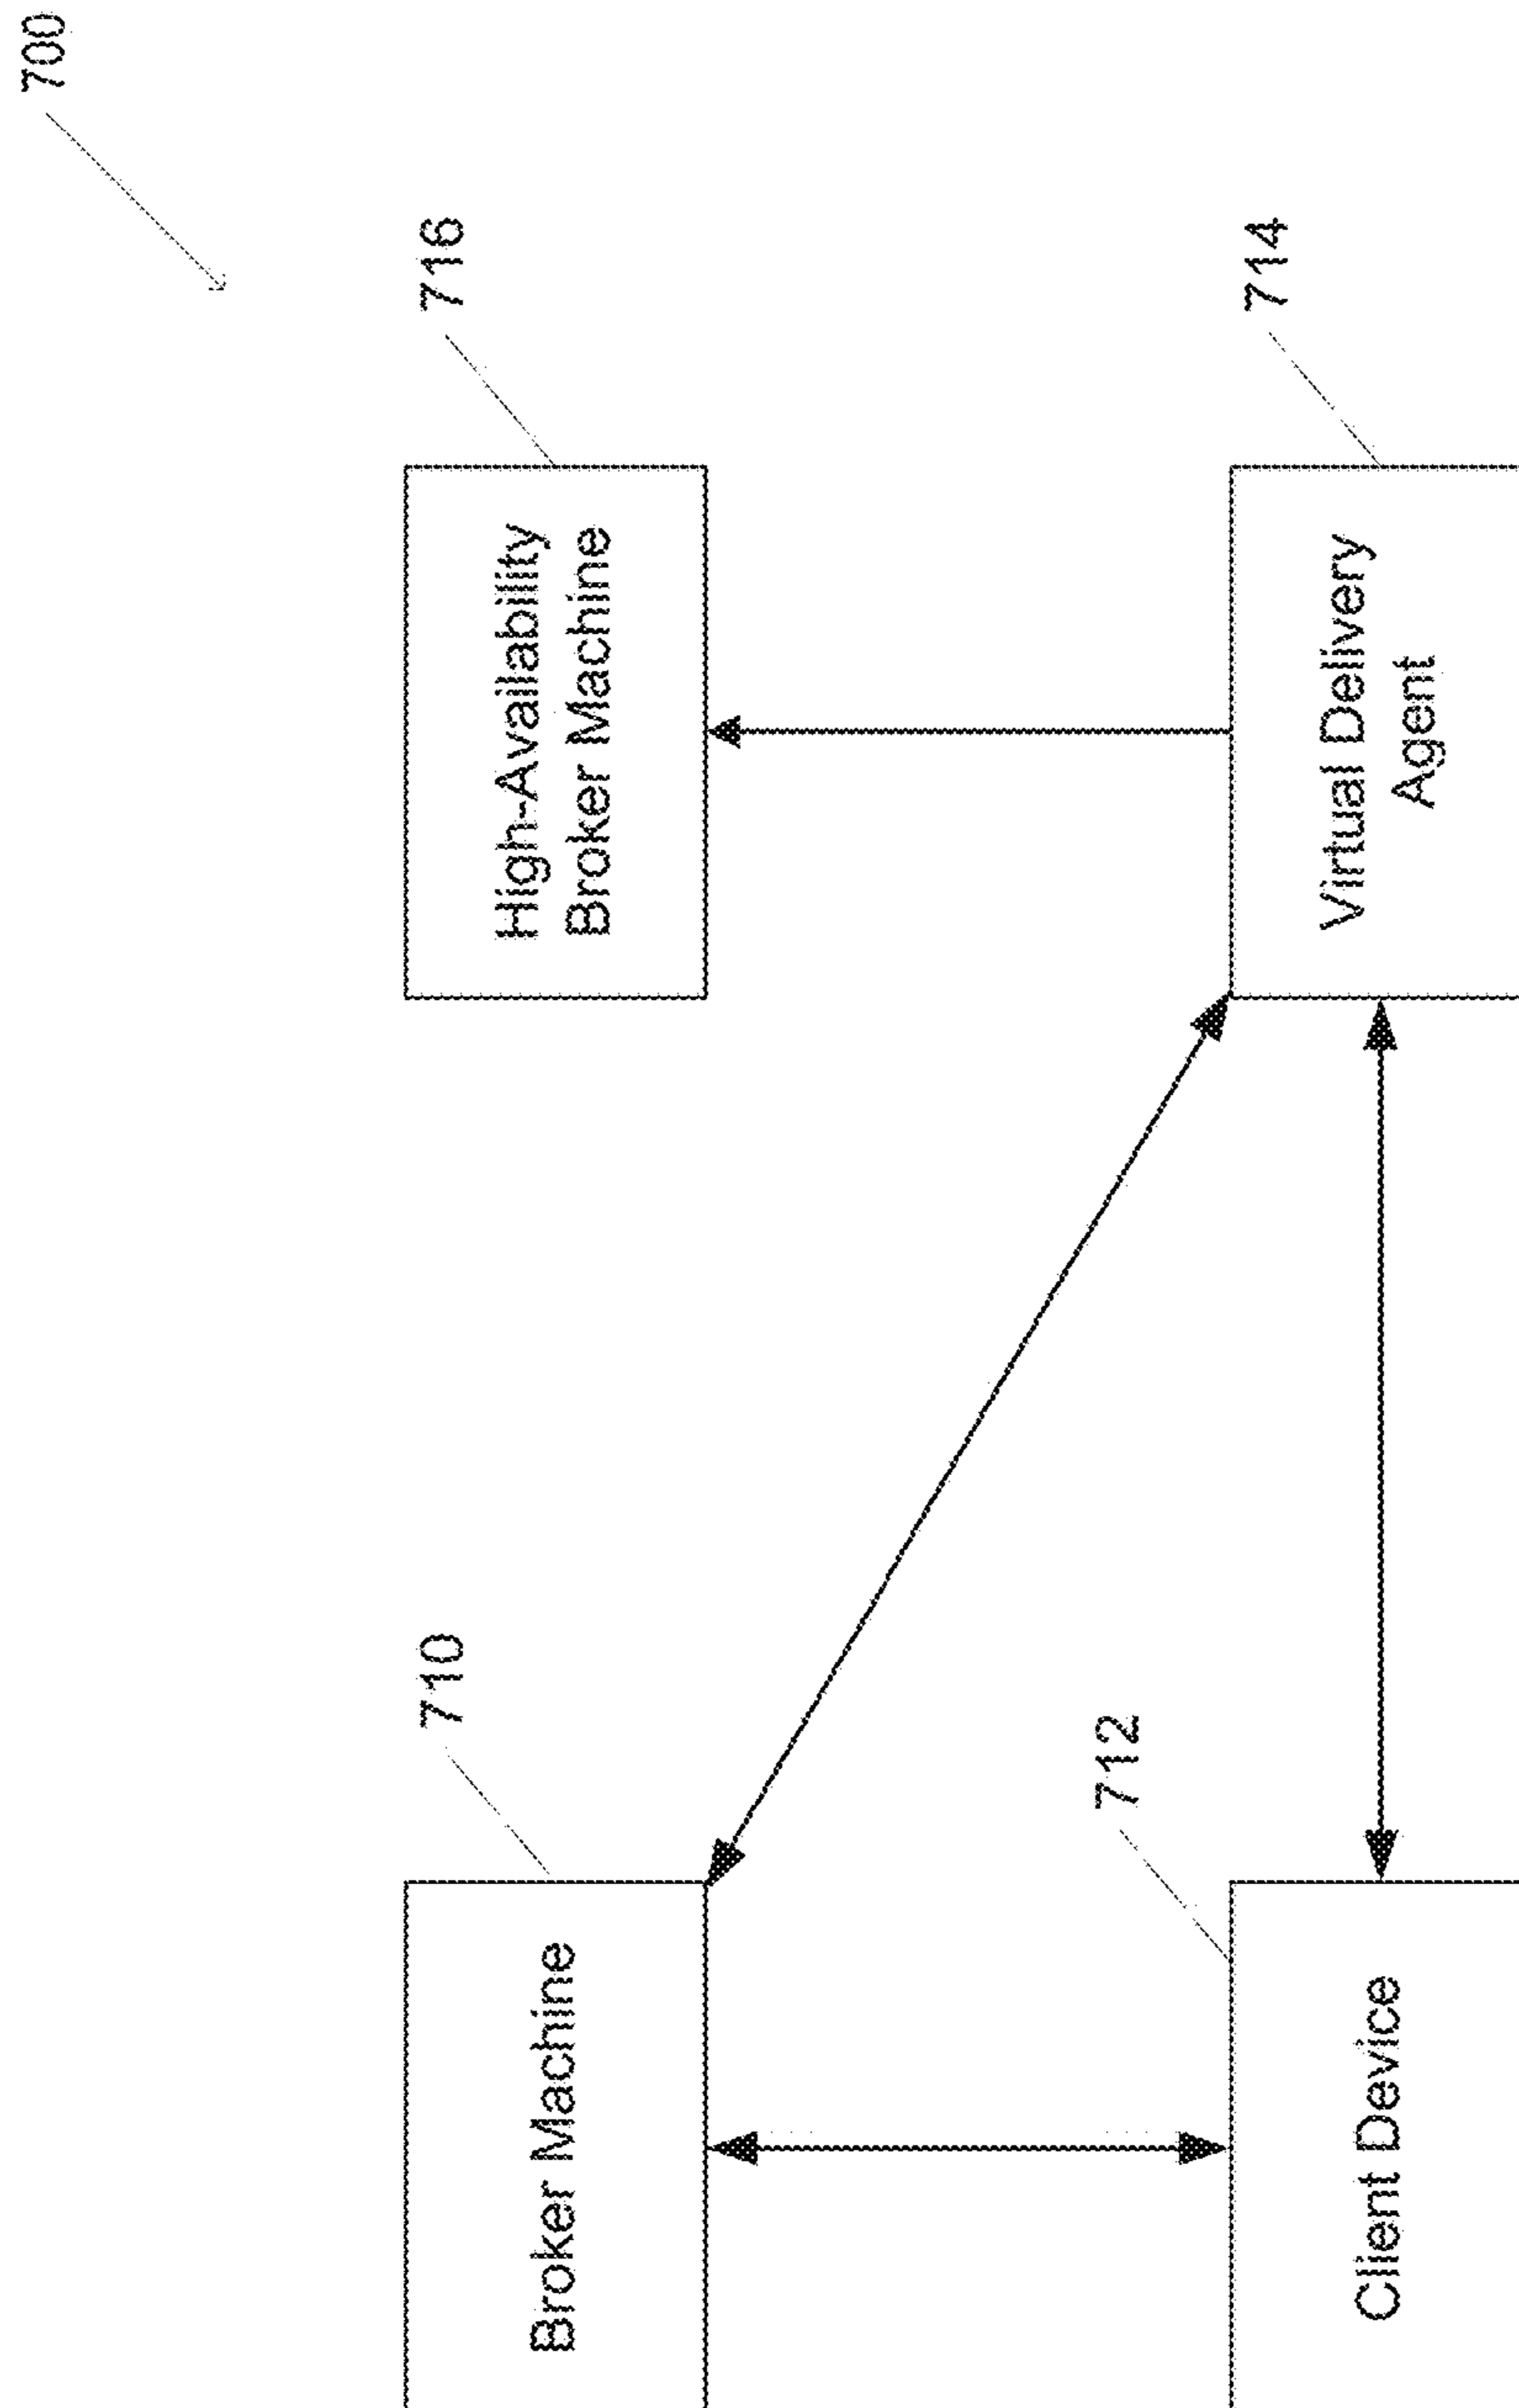 700
710
Broker Machine
716
High-Availability
Broker Machine
712
Client Device
714
Virtual Delivery
Agent